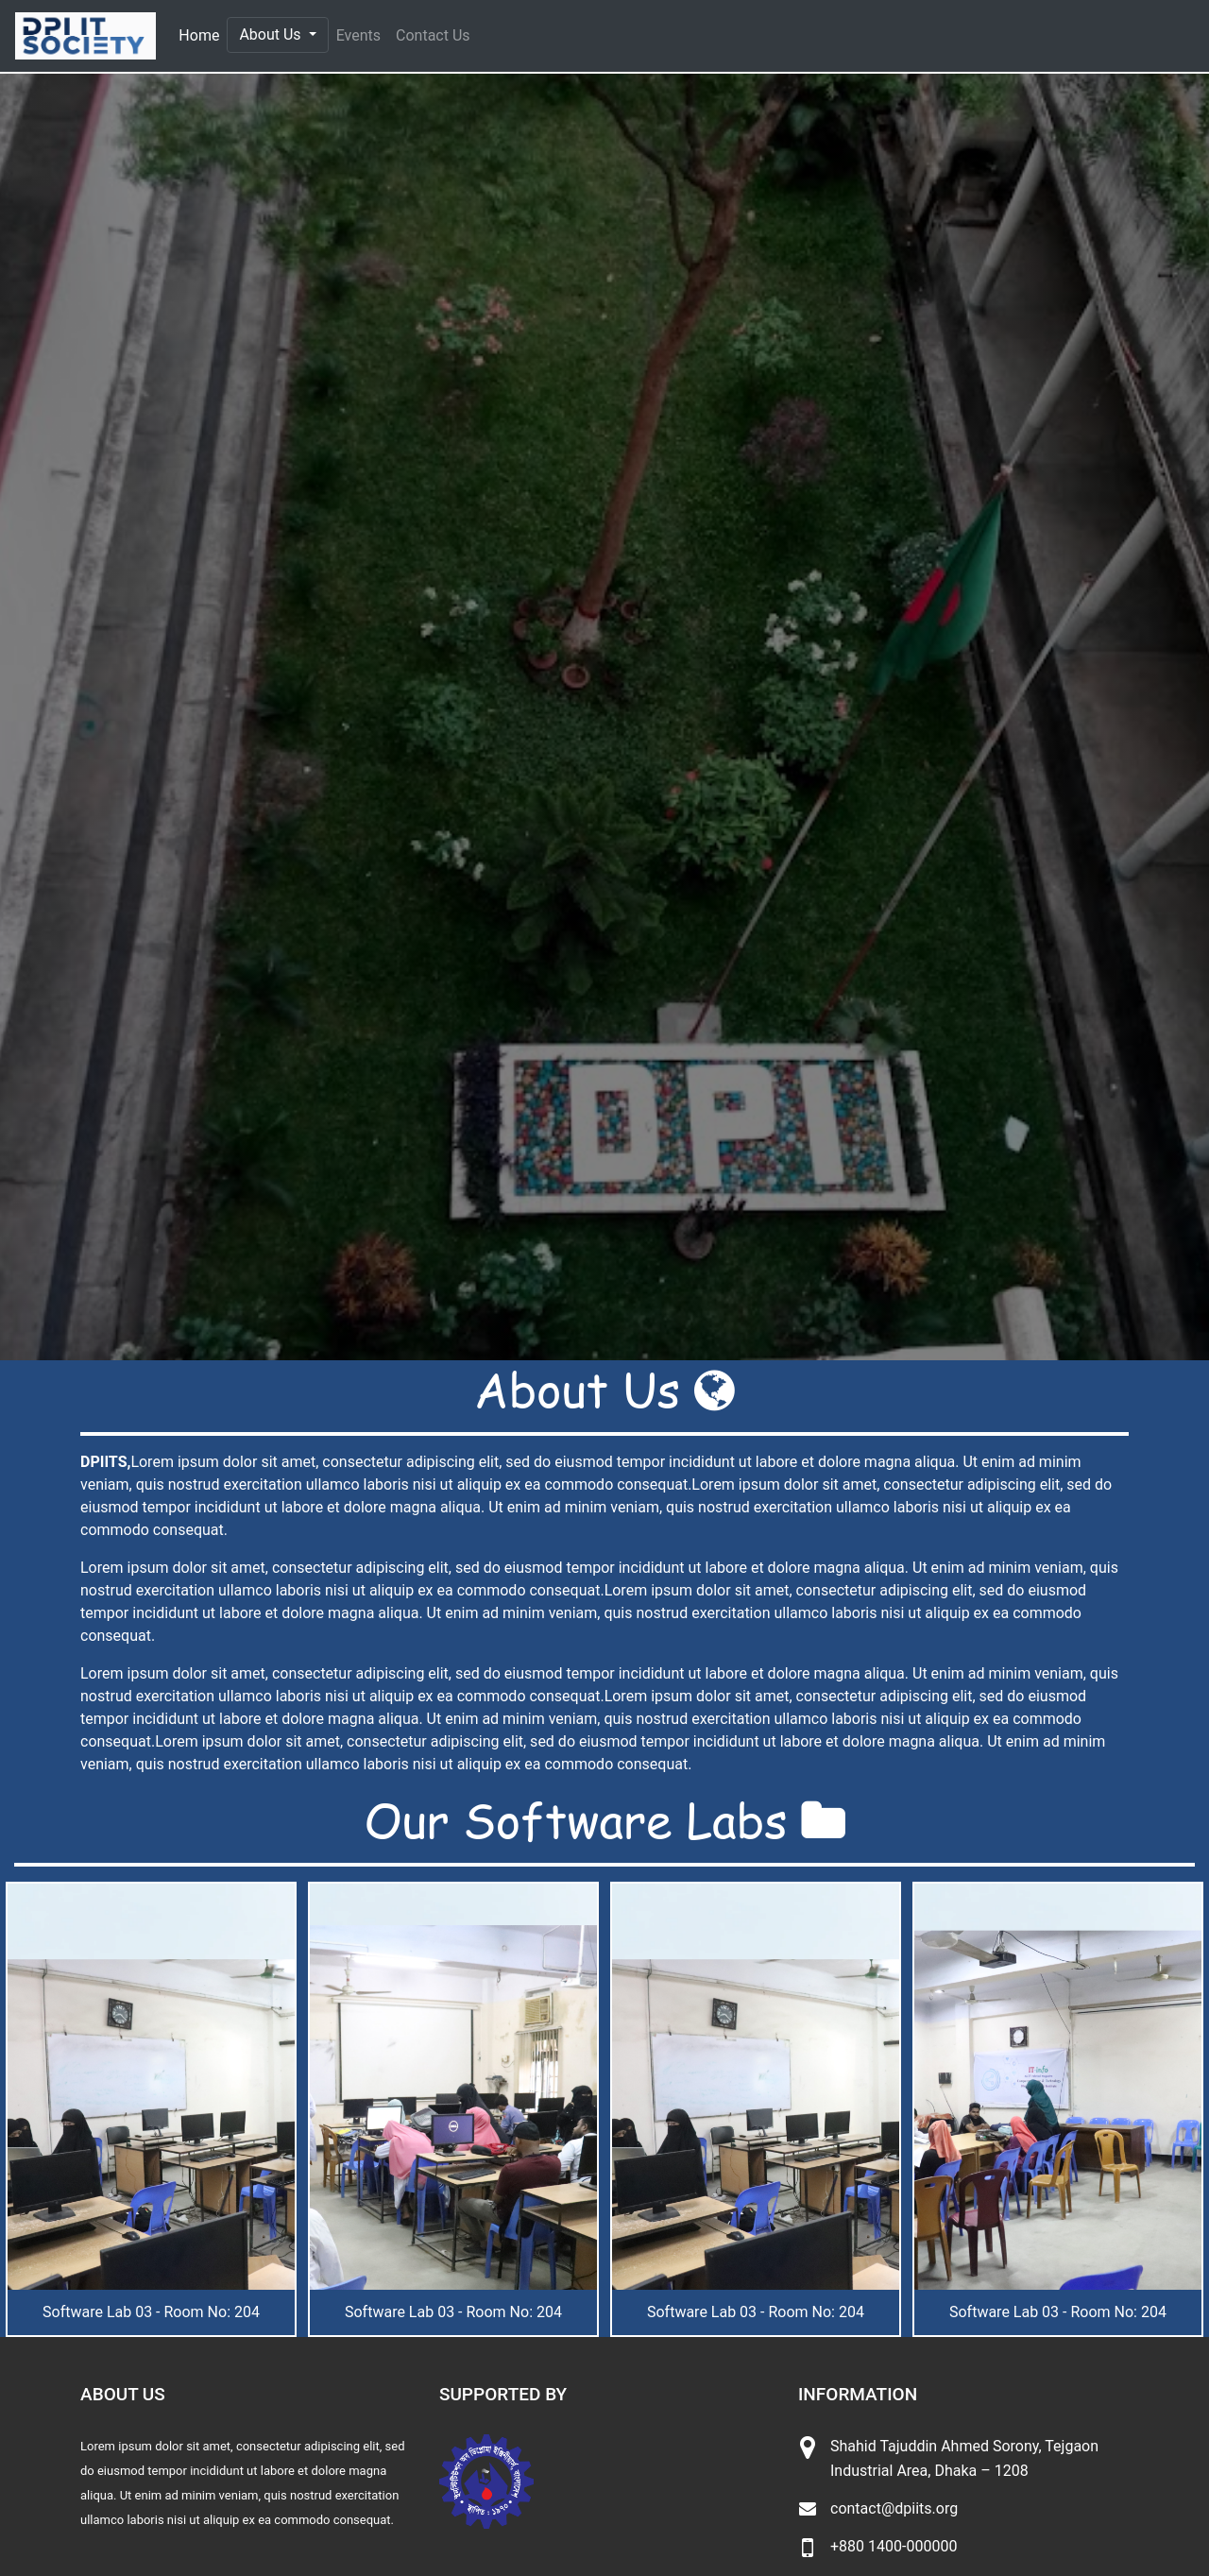 DPI IT
SOCIETY
Home About Us Events Contact Us
DPI
About Us
DPIITS,Lorem ipsum dolor sit amet, consectetur adipiscing elit, sed do eiusmod tempor incididunt ut labore et dolore magna aliqua. Ut enim ad minim
veniam, quis nostrud exercitation ullamco laboris nisi ut aliquip ex ea commodo consequat.Lorem ipsum dolor sit amet, consectetur adipiscing elit, sed do
eiusmod tempor incididunt ut labore et dolore magna aliqua. Ut enim ad minim veniam, quis nostrud exercitation ullamco laboris nisi ut aliquip ex ea
commodo consequat.
Lorem ipsum dolor sit amet, consectetur adipiscing elit, sed do eiusmod tempor incididunt ut labore et dolore magna aliqua. Ut enim ad minim veniam, quis
nostrud exercitation ullamco laboris nisi ut aliquip ex ea commodo consequat.Lorem ipsum dolor sit amet, consectetur adipiscing elit, sed do eiusmod
tempor incididunt ut labore et dolore magna aliqua. Ut enim ad minim veniam, quis nostrud exercitation ullamco laboris nisi ut aliquip ex ea commodo
consequat.
Lorem ipsum dolor sit amet, consectetur adipiscing elit, sed do eiusmod tempor incididunt ut labore et dolore magna aliqua. Ut enim ad minim veniam, quis
nostrud exercitation ullamco laboris nisi ut aliquip ex ea commodo consequat.Lorem ipsum dolor sit amet, consectetur adipiscing elit, sed do eiusmod
tempor incididunt ut labore et dolore magna aliqua. Ut enim ad minim veniam, quis nostrud exercitation ullamco laboris nisi ut aliquip ex ea commodo
consequat.Lorem ipsum dolor sit amet, consectetur adipiscing elit, sed do eiusmod tempor incididunt ut labore et dolore magna aliqua. Ut enim ad minim
veniam, quis nostrud exercitation ullamco laboris nisi ut aliquip ex ea commodo consequat.
Our Software Labs
IT info
Software Lab 03 - Room No: 204 Software Lab 03 - Room No: 204 Software Lab 03 - Room No: 204 Software Lab 03 - Room No: 204
ABOUT US
Lorem ipsum dolor sit amet, consectetur adipiscing elit, sed
do eiusmod tempor incididunt ut labore et dolore magna
aliqua. Ut enim ad minim veniam, quis nostrud exercitation
ullamco laboris nisi ut aliquip ex ea commodo consequat.
SUPPORTED BY
ইনস্টিটিউশন অব ডিপ্লোমা ইঞ্জিনীয়ার্স, বাংলাদেশ
স্থাপিত : ১৯৭০
INFORMATION
Shahid Tajuddin Ahmed Sorony, Tejgaon
Industrial Area, Dhaka – 1208
contact@dpiits.org
+880 1400-000000